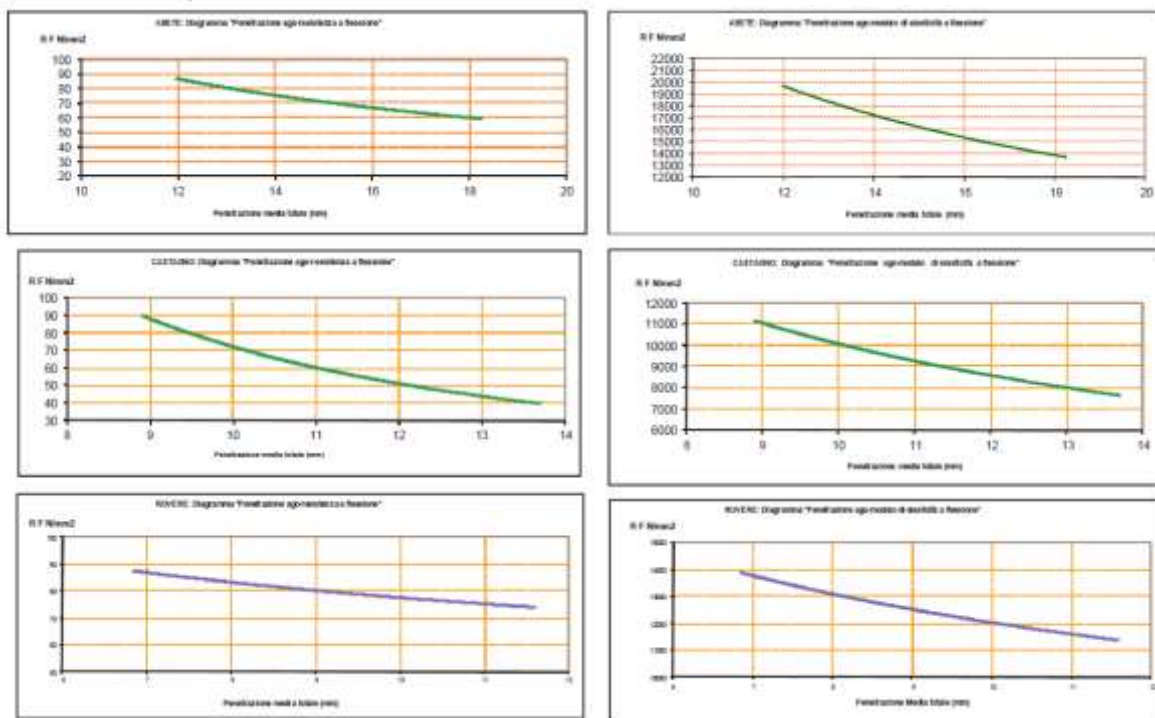 ABETE: Diagramma "Penetrazione ago-resistenza a flessione"
R F N/mm2
100
90
80
70
60
50
40
30
20
10 12 14 16 18 20
Penetrazione media totale (mm)
ABETE: Diagramma "Penetrazione ago-modulo di elasticità a flessione"
R F N/mm2
22000
21000
20000
19000
18000
17000
16000
15000
14000
13000
12000
10 12 14 16 18 20
Penetrazione media totale (mm)
CASTAGNO: Diagramma "Penetrazione ago-resistenza a flessione"
R F N/mm2
100
90
80
70
60
50
40
30
8 9 10 11 12 13 14
Penetrazione media totale (mm)
CASTAGNO: Diagramma "Penetrazione ago-modulo di elasticità a flessione"
R F N/mm2
12000
11000
10000
9000
8000
7000
6000
8 9 10 11 12 13 14
Penetrazione media totale (mm)
ROVERE: Diagramma "Penetrazione ago-resistenza a flessione"
R F N/mm2
Penetrazione media totale (mm)
ROVERE: Diagramma "Penetrazione ago-modulo di elasticità a flessione"
R F N/mm2
Penetrazione Media totale (mm)